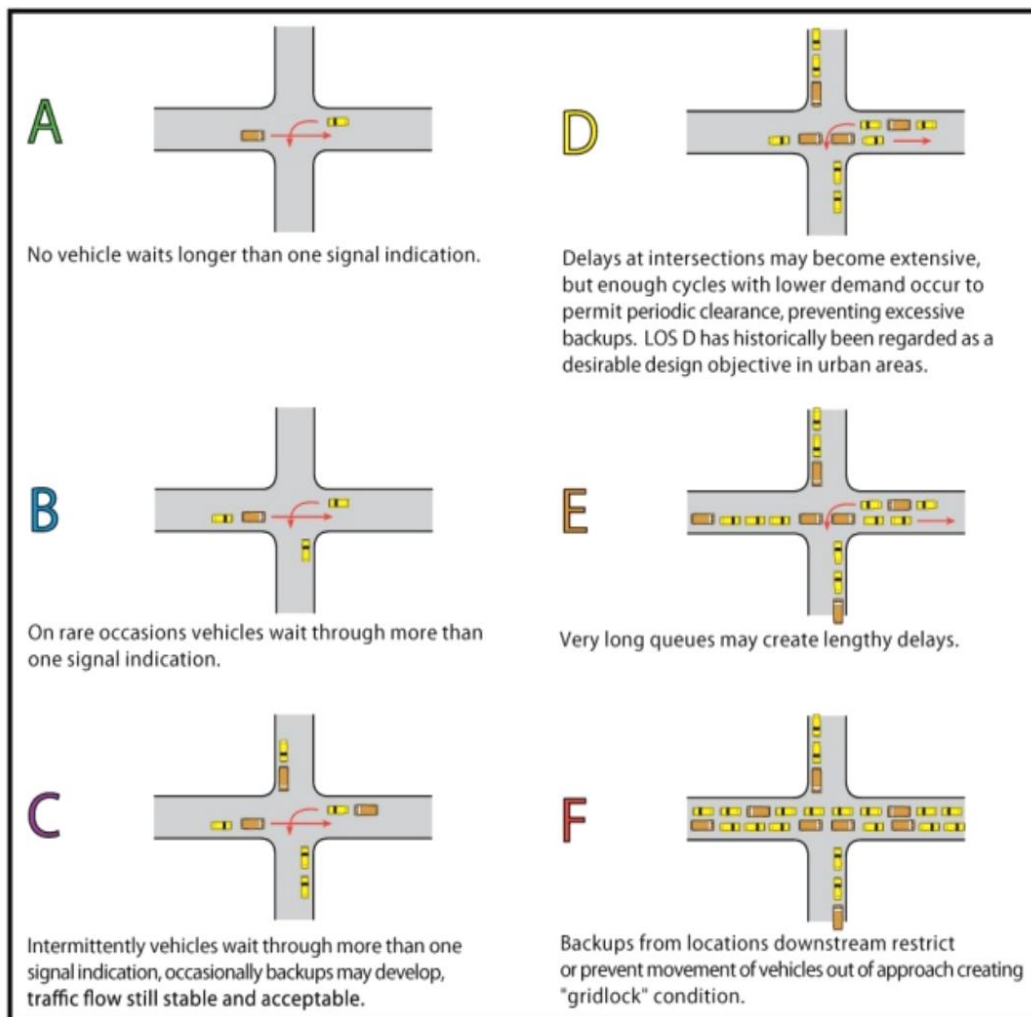 A
No vehicle waits longer than one signal indication.
B
On rare occasions vehicles wait through more than
one signal indication.
C
Intermittently vehicles wait through more than one
signal indication, occasionally backups may develop,
traffic flow still stable and acceptable.
D
Delays at intersections may become extensive,
but enough cycles with lower demand occur to
permit periodic clearance, preventing excessive
backups. LOS D has historically been regarded as a
desirable design objective in urban areas.
E
Very long queues may create lengthy delays.
F
Backups from locations downstream restrict
or prevent movement of vehicles out of approach creating
"gridlock" condition.